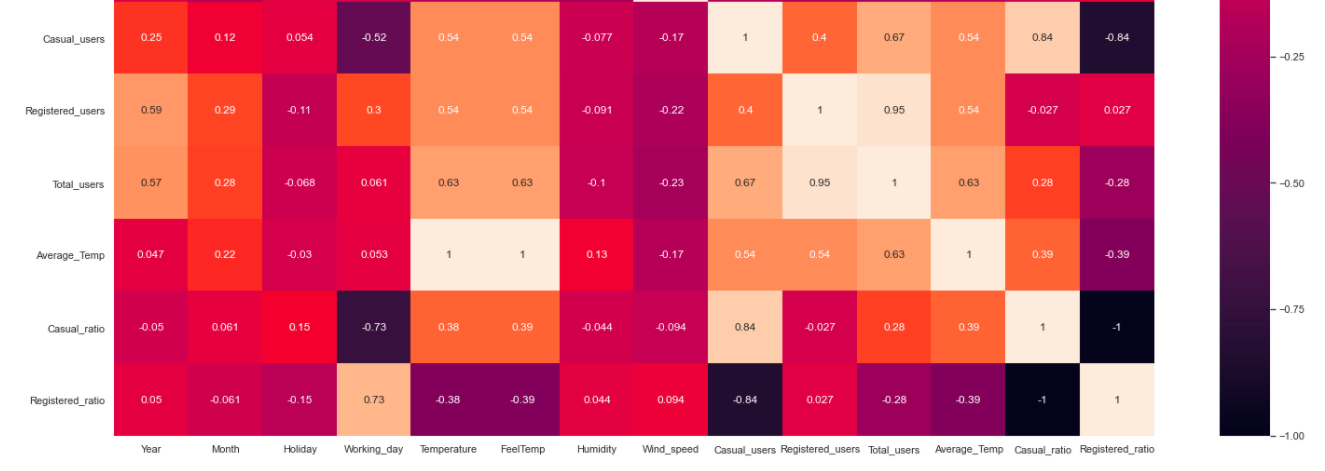 Casual_users 0.25 0.12 0.054 -0.52 0.54 0.54 -0.077 -0.17 1 0.4 0.67 0.54 0.84 -0.84
−0.25
Registered_users 0.59 0.29 -0.11 0.3 0.54 0.54 -0.091 -0.22 0.4 1 0.95 0.54 -0.027 0.027
Total_users 0.57 0.28 -0.068 0.061 0.63 0.63 -0.1 -0.23 0.67 0.95 1 0.63 0.28 -0.28
−0.50
Average_Temp 0.047 0.22 -0.03 0.053 1 1 0.13 -0.17 0.54 0.54 0.63 1 0.39 -0.39
−0.75
Casual_ratio -0.05 0.061 0.15 -0.73 0.38 0.39 -0.044 -0.094 0.84 -0.027 0.28 0.39 1 -1
Registered_ratio 0.05 -0.061 -0.15 0.73 -0.38 -0.39 0.044 0.094 -0.84 0.027 -0.28 -0.39 -1 1
−1.00
Year Month Holiday Working_day Temperature FeelTemp Humidity Wind_speed Casual_users Registered_users Total_users Average_Temp Casual_ratio Registered_ratio